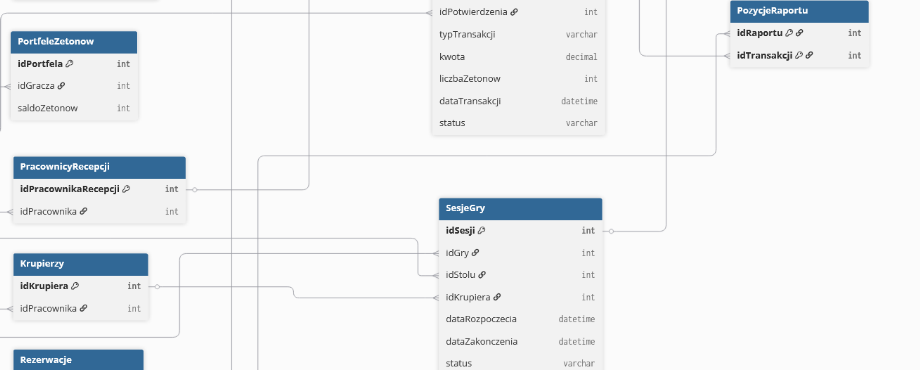 idPotwierdzenia int
typTransakcji varchar
kwota decimal
liczbaZetonow int
dataTransakcji datetime
status varchar
PozycjeRaportu
idRaportu int
idTransakcji int
PortfeleZetonow
idPortfela int
idGracza int
saldoZetonow int
PracownicyRecepcji
idPracownikaRecepcji int
idPracownika int
SesjeGry
idSesji int
idGry int
idStolu int
idKrupiera int
dataRozpoczecia datetime
dataZakonczenia datetime
status varchar
Krupierzy
idKrupiera int
idPracownika int
Rezerwacje